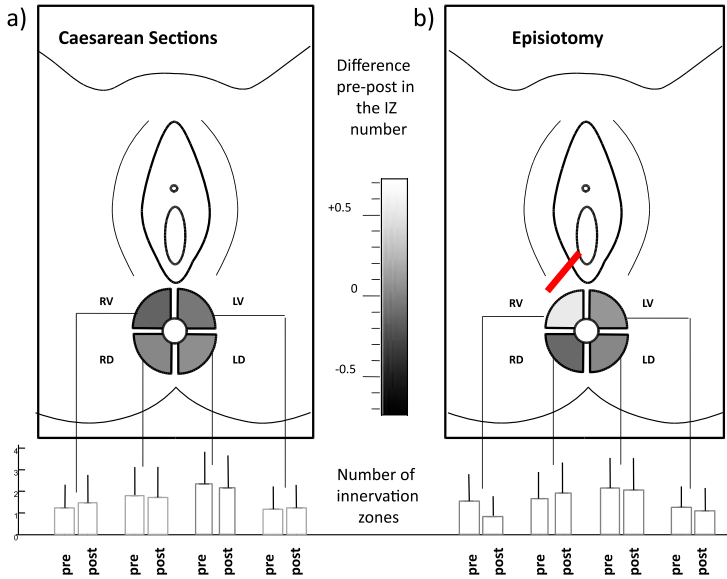 a)
Caesarean Sections
Difference
pre-post in
the IZ
number
+0.5
0
-0.5
RV
LV
RD
LD
b)
Episiotomy
RV
LV
RD
LD
4
3
2
1
0
Number of
innervation
zones
pre
post
pre
post
pre
post
pre
post
pre
post
pre
post
pre
post
pre
post